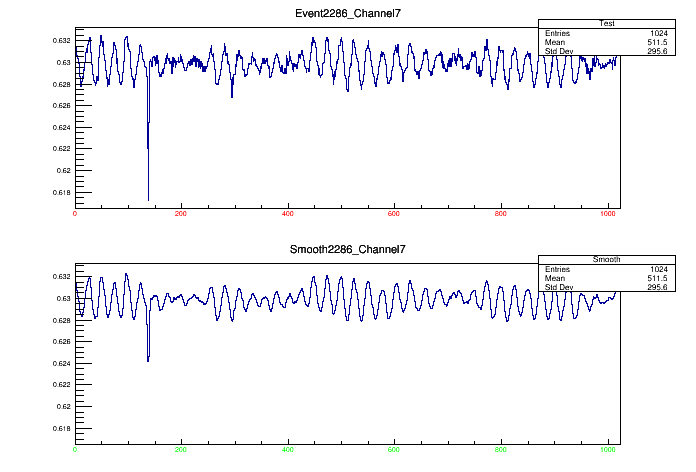 Event2286_Channel7
Test
Entries 1024
Mean 511.5
Std Dev 295.6
0.632
0.63
0.628
0.626
0.624
0.622
0.62
0.618
0 200 400 600 800 1000
Smooth2286_Channel7
Smooth
Entries 1024
Mean 511.5
Std Dev 295.6
0.632
0.63
0.628
0.626
0.624
0.622
0.62
0.618
0 200 400 600 800 1000